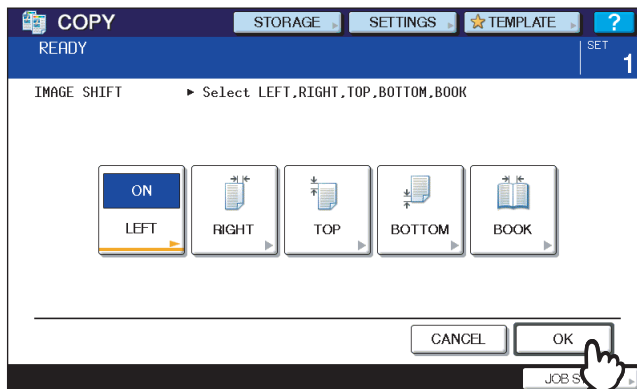 COPY STORAGE SETTINGS TEMPLATE ?
READY SET
1
IMAGE SHIFT ► Select LEFT,RIGHT,TOP,BOTTOM,BOOK
ON
LEFT RIGHT TOP BOTTOM BOOK
CANCEL OK
JOB